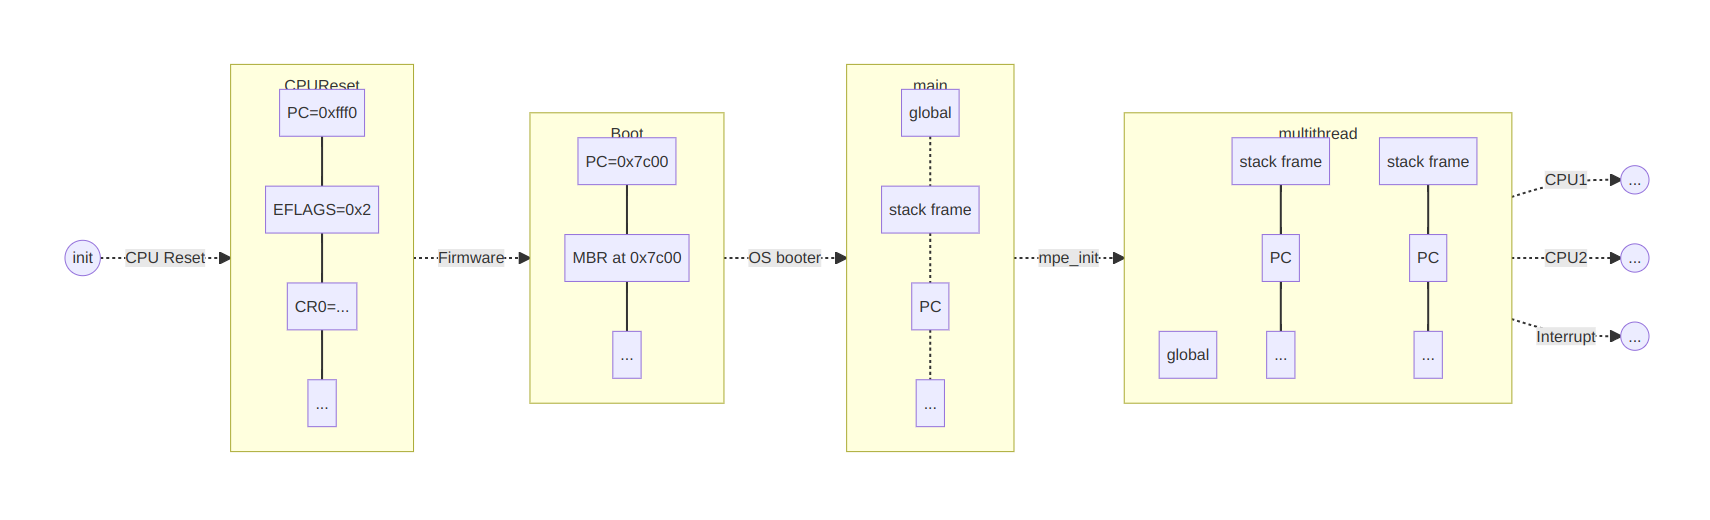 init
CPU Reset
CPUReset
PC=0xfff0
EFLAGS=0x2
CR0=...
...
Firmware
Boot
PC=0x7c00
MBR at 0x7c00
...
OS booter
main
global
stack frame
PC
...
mpe_init
multithread
global
stack frame
PC
...
stack frame
PC
...
CPU1
...
CPU2
...
Interrupt
...